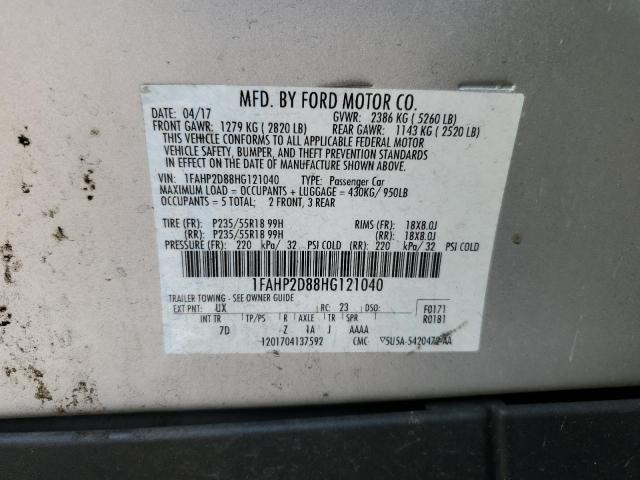 MFD. BY FORD MOTOR CO.
DATE: 04/17 GVWR: 2386 KG ( 5260 LB)
FRONT GAWR: 1279 KG ( 2820 LB) REAR GAWR: 1143 KG ( 2520 LB)
THIS VEHICLE CONFORMS TO ALL APPLICABLE FEDERAL MOTOR
VEHICLE SAFETY, BUMPER, AND THEFT PREVENTION STANDARDS
IN EFFECT ON THE DATE OF MANUFACTURE SHOWN ABOVE.
VIN: 1FAHP2D88HG121040 TYPE: Passenger Car
MAXIMUM LOAD = OCCUPANTS + LUGGAGE = 430KG/ 950LB
OCCUPANTS = 5 TOTAL: 2 FRONT, 3 REAR
TIRE (FR): P235/55R18 99H RIMS (FR): 18X8.0J
(RR): P235/55R18 99H (RR): 18X8.0J
PRESSURE (FR): 220 kPa/ 32 PSI COLD (RR): 220 kPa/ 32 PSI COLD
1FAHP2D88HG121040
TRAILER TOWING - SEE OWNER GUIDE
EXT PNT: UX RC: 23 DSO: F0171
INT TR TP/PS R AXLE TR SPR R0181
7D Z 1A J AAAA
1201704137592 CMC